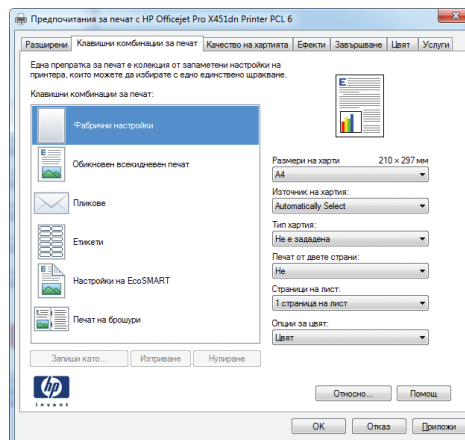 Предпочитания за печат с HP Officejet Pro X451dn Printer PCL 6
Разширени Клавишни комбинации за печат Качество на хартията Ефекти Завършване Цвят Услуги
Една препратка за печат е колекция от запаметени настройки на
принтера, които можете да избирате с едно единствено щракване.
Клавишни комбинации за печат:
Фабрични настройки
Обикновен всекидневен печат
Пликове
Етикети
Настройки на EcoSMART
Печат на брошури
Запиши като... Изтриване Нулиране
E
Размери на харти 210 × 297 мм
A4
Източник на хартия:
Automatically Select
Тип хартия:
Не е зададена
Печат от двете страни:
Не
Страници на лист:
1 страница на лист
Опции за цвят:
Цвят
hp
invent
Относно... Помощ
OK Отказ Приложи